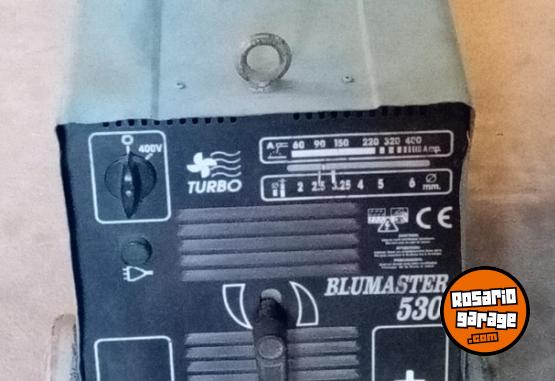 400V
TURBO
A 60 90 150 220 320 400 Amp.
2 2.5 3.25 4 5 6 Ø mm.
CE
BLUMASTER
530
ROSARIO
garage
.com